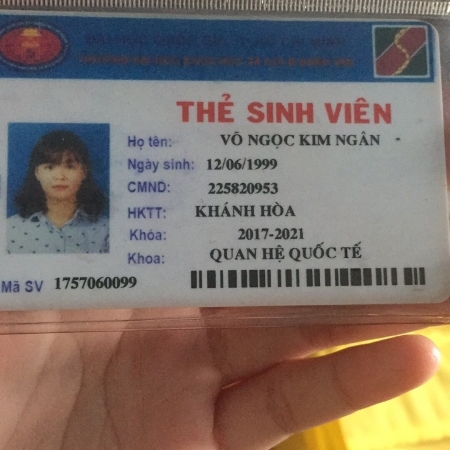 THẺ SINH VIÊN
Họ tên: VÕ NGỌC KIM NGÂN
Ngày sinh: 12/06/1999
CMND: 225820953
HKTT: KHÁNH HÒA
Khóa: 2017-2021
Khoa: QUAN HỆ QUỐC TẾ
Mã SV 1757060099